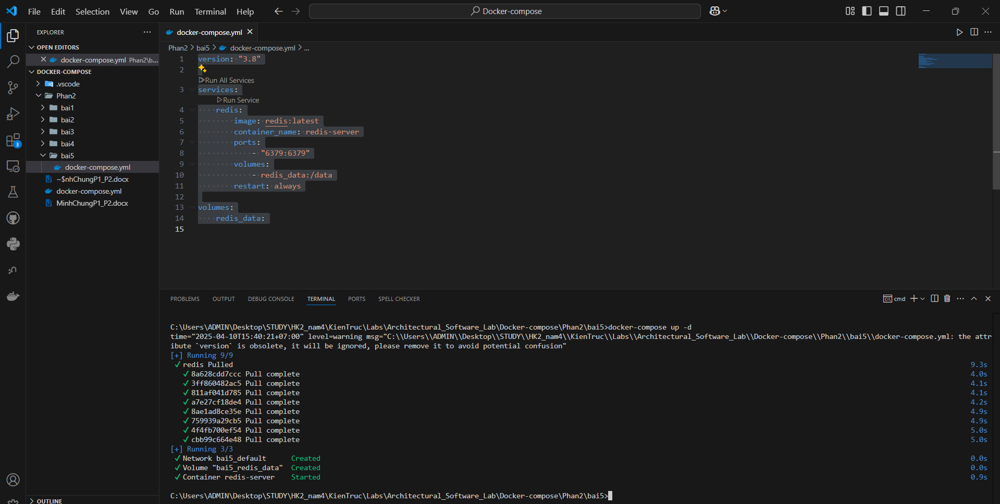 File Edit Selection View Go Run Terminal Help
Docker-compose
EXPLORER
OPEN EDITORS
docker-compose.yml Phan2\b...
DOCKER-COMPOSE
.vscode
Phan2
bai1
bai2
bai3
bai4
bai5
docker-compose.yml
~$nhChungP1_P2.docx
docker-compose.yml
MinhChungP1_P2.docx
OUTLINE
3
docker-compose.yml
Phan2 > bai5 > docker-compose.yml > ...
1 version: "3.8"
2
Run All Services
3 services:
Run Service
4 redis:
5 image: redis:latest
6 container_name: redis-server
7 ports:
8 - "6379:6379"
9 volumes:
10 - redis_data:/data
11 restart: always
12
13 volumes:
14 redis_data:
15
PROBLEMS OUTPUT DEBUG CONSOLE TERMINAL PORTS SPELL CHECKER
cmd
C:\Users\ADMIN\Desktop\STUDY\HK2_nam4\KienTruc\Labs\Architectural_Software_Lab\Docker-compose\Phan2\bai5>docker-compose up -d
time="2025-04-10T15:40:21+07:00" level=warning msg="C:\\Users\\ADMIN\\Desktop\\STUDY\\HK2_nam4\\KienTruc\\Labs\\Architectural_Software_Lab\\Docker-compose\\Phan2\\bai5\\docker-compose.yml: the attr
ibute `version` is obsolete, it will be ignored, please remove it to avoid potential confusion"
[+] Running 9/9
✔ redis Pulled 9.3s
✔ 8a628cdd7ccc Pull complete 4.0s
✔ 3ff860482ac5 Pull complete 4.1s
✔ 811af041d785 Pull complete 4.1s
✔ a7e27cf18de4 Pull complete 4.2s
✔ 8ae1ad8ce35e Pull complete 4.9s
✔ 759939a29cb5 Pull complete 4.9s
✔ 4f4fb700ef54 Pull complete 5.0s
✔ cbb99c664e48 Pull complete 5.0s
[+] Running 3/3
✔ Network bai5_default Created 0.0s
✔ Volume "bai5_redis_data" Created 0.0s
✔ Container redis-server Started 0.9s
C:\Users\ADMIN\Desktop\STUDY\HK2_nam4\KienTruc\Labs\Architectural_Software_Lab\Docker-compose\Phan2\bai5>